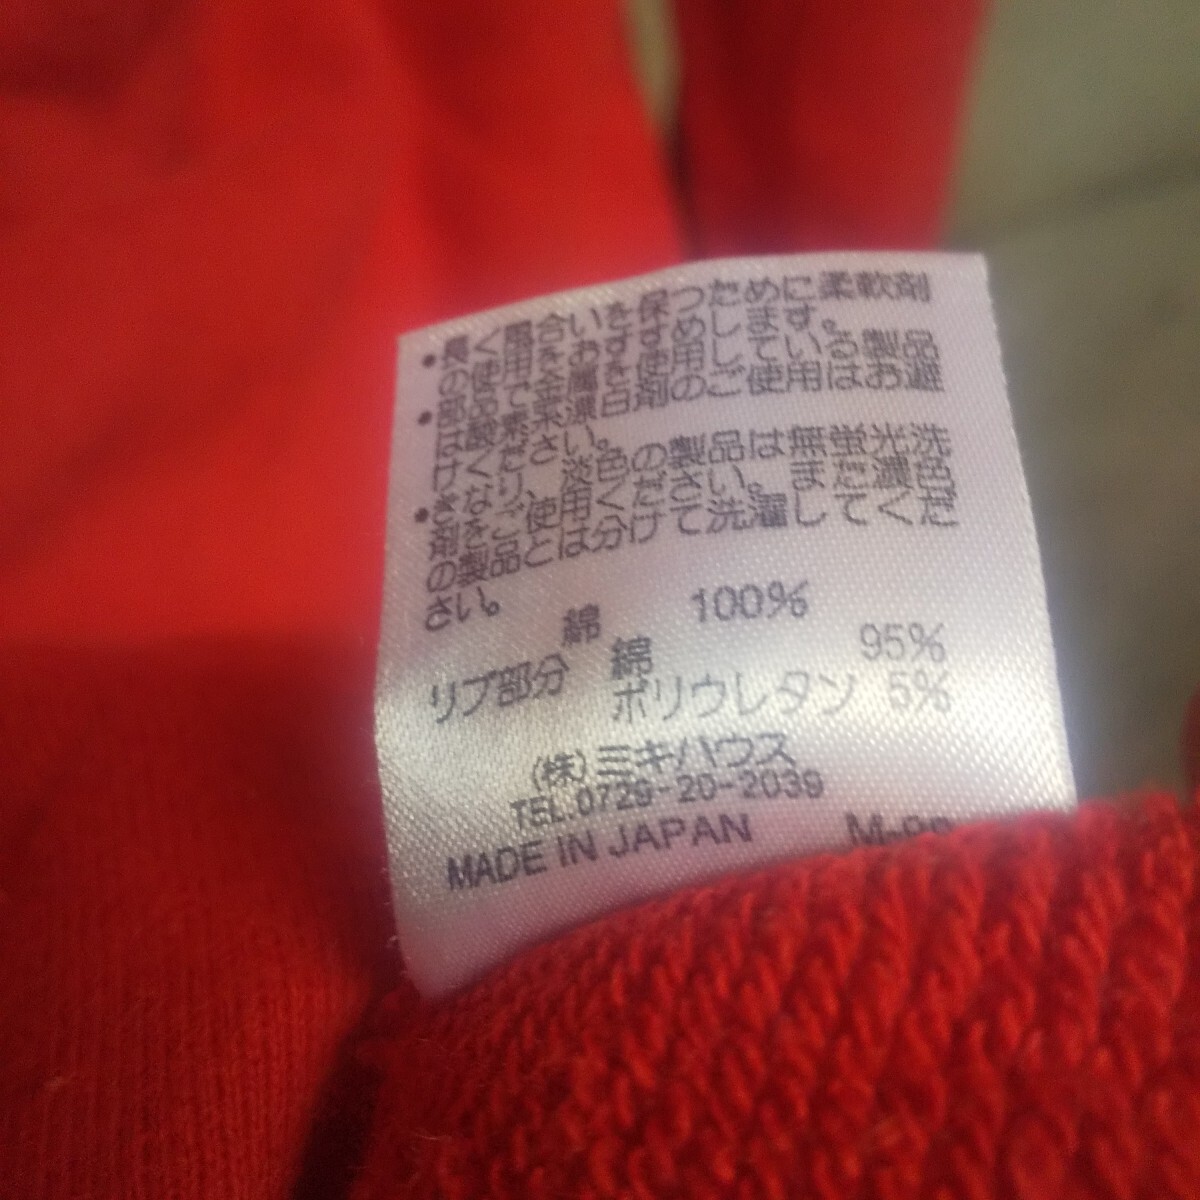 •風合いを保つために柔軟剤
のご使用をお薦めします。
•一部金属を使用している製品
は酸素系漂白剤のご使用はお避
けください。
•生なり、淡色の製品は無蛍光洗
剤をご使用ください。また濃色
の製品とは分けて洗濯してくだ
さい。
綿 100%
リブ部分 綿 95%
ポリウレタン 5%
(株)ミキハウス
TEL.0729-20-2039
MADE IN JAPAN